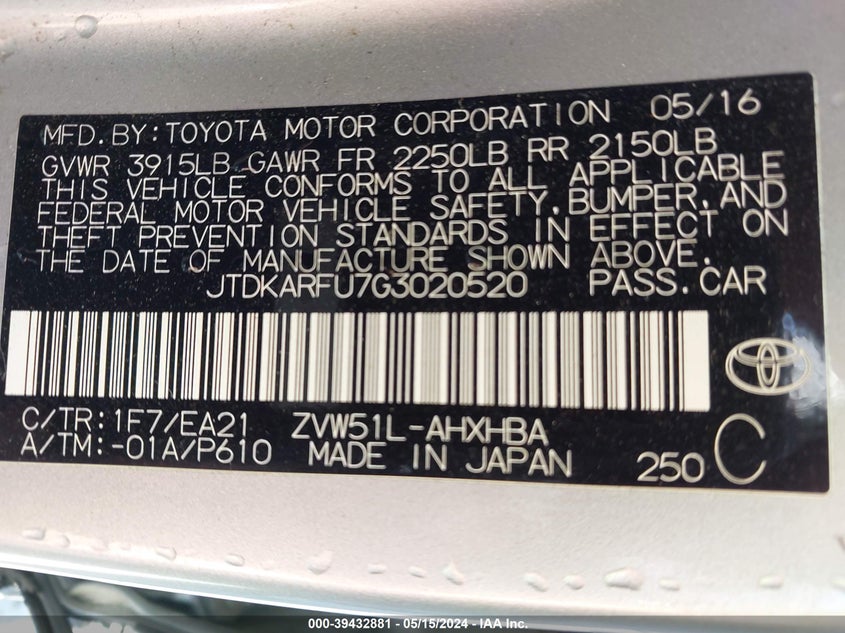 MFD.BY:TOYOTA MOTOR CORPORATION 05/16
GVWR 3915LB GAWR FR 2250LB RR 2150LB
THIS VEHICLE CONFORMS TO ALL APPLICABLE
FEDERAL MOTOR VEHICLE SAFETY,BUMPER,AND
THEFT PREVENTION STANDARDS IN EFFECT ON
THE DATE OF MANUFACTURE SHOWN ABOVE.
JTDKARFU7G3020520 PASS.CAR
C/TR:1F7/EA21 ZVW51L-AHXHBA
A/TM:-01A/P610 MADE IN JAPAN 250 C
000-39432881 - 05/15/2024 - IAA Inc.